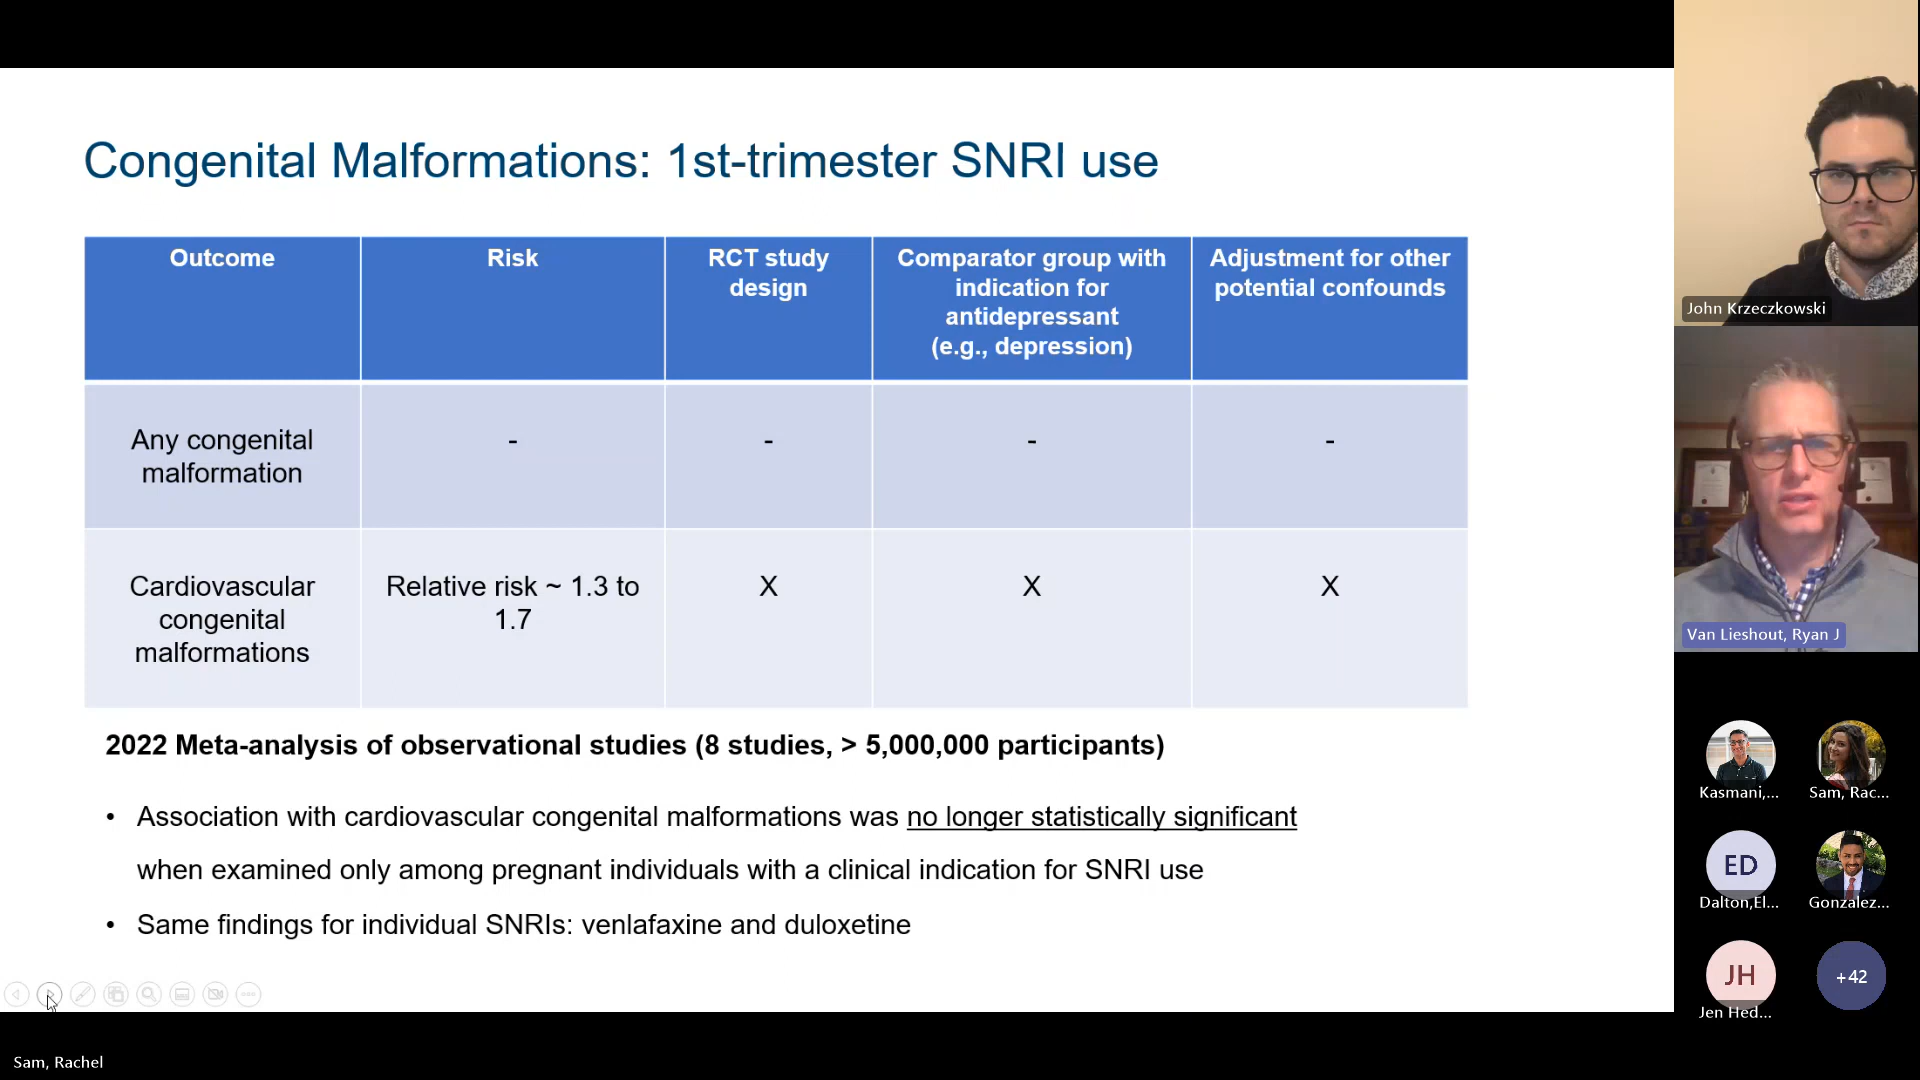 Congenital Malformations: 1st-trimester SNRI use
Outcome
Risk
RCT study
design
Comparator group with
indication for
antidepressant
(e.g., depression)
Adjustment for other
potential confounds
Any congenital
malformation
-
-
-
-
Cardiovascular
congenital
malformations
Relative risk ~ 1.3 to
1.7
X
X
X
2022 Meta-analysis of observational studies (8 studies, > 5,000,000 participants)
• Association with cardiovascular congenital malformations was no longer statistically significant
when examined only among pregnant individuals with a clinical indication for SNRI use
• Same findings for individual SNRIs: venlafaxine and duloxetine
John Krzeczkowski
Van Lieshout, Ryan J
Kasmani,...
Sam, Rac...
ED
Dalton,El...
Gonzalez...
JH
Jen Hed...
+42
Sam, Rachel